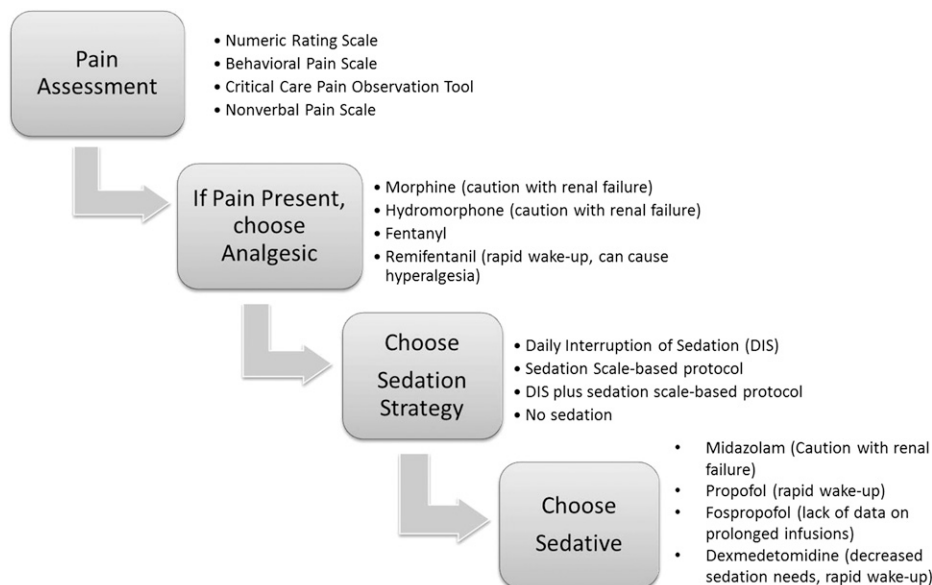 Pain
Assessment
• Numeric Rating Scale
• Behavioral Pain Scale
• Critical Care Pain Observation Tool
• Nonverbal Pain Scale
If Pain Present,
choose
Analgesic
• Morphine (caution with renal failure)
• Hydromorphone (caution with renal failure)
• Fentanyl
• Remifentanil (rapid wake-up, can cause
hyperalgesia)
Choose
Sedation
Strategy
• Daily Interruption of Sedation (DIS)
• Sedation Scale-based protocol
• DIS plus sedation scale-based protocol
• No sedation
Choose
Sedative
• Midazolam (Caution with renal
failure)
• Propofol (rapid wake-up)
• Fospropofol (lack of data on
prolonged infusions)
• Dexmedetomidine (decreased
sedation needs, rapid wake-up)